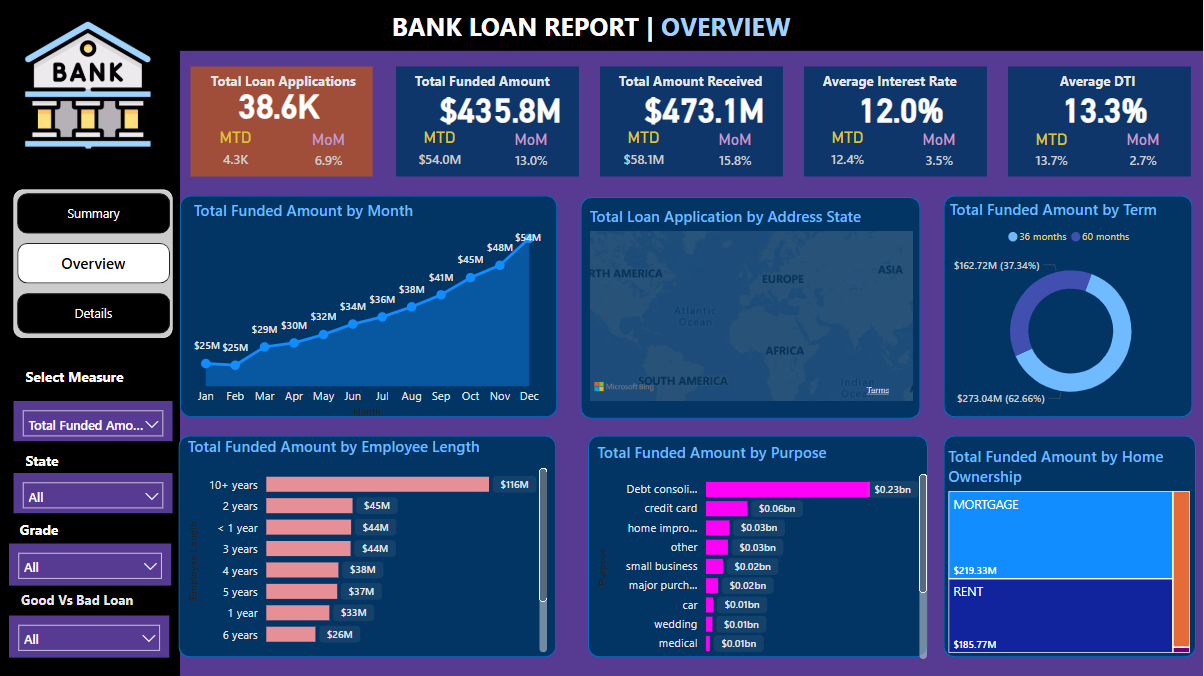 BANK LOAN REPORT | OVERVIEW
BANK
Summary
Overview
Details
Select Measure
Total Funded Amo...
State
All
Grade
All
Good Vs Bad Loan
All
Total Loan Applications
38.6K
MTD MoM
4.3K 6.9%
Total Funded Amount
$435.8M
MTD MoM
$54.0M 13.0%
Total Amount Received
$473.1M
MTD MoM
$58.1M 15.8%
Average Interest Rate
12.0%
MTD MoM
12.4% 3.5%
Average DTI
13.3%
MTD MoM
13.7% 2.7%
Total Funded Amount by Month
$25M $25M $29M $30M $32M $34M $36M $38M $41M $45M $48M $54M
Jan Feb Mar Apr May Jun Jul Aug Sep Oct Nov Dec
Month
Total Loan Application by Address State
RTH AMERICA
EUROPE
ASIA
Atlantic
Ocean
AFRICA
SOUTH AMERICA
Indian
Microsoft Bing
Terms
Total Funded Amount by Term
36 months 60 months
$162.72M (37.34%)
$273.04M (62.66%)
Total Funded Amount by Employee Length
Employee Length
10+ years $116M
2 years $45M
< 1 year $44M
3 years $44M
4 years $38M
5 years $37M
1 year $33M
6 years $26M
Total Funded Amount by Purpose
Purpose
Debt consoli... $0.23bn
credit card $0.06bn
home impro... $0.03bn
other $0.03bn
small business $0.02bn
major purch... $0.02bn
car $0.01bn
wedding $0.01bn
medical $0.01bn
Total Funded Amount by Home
Ownership
MORTGAGE
$219.33M
RENT
$185.77M